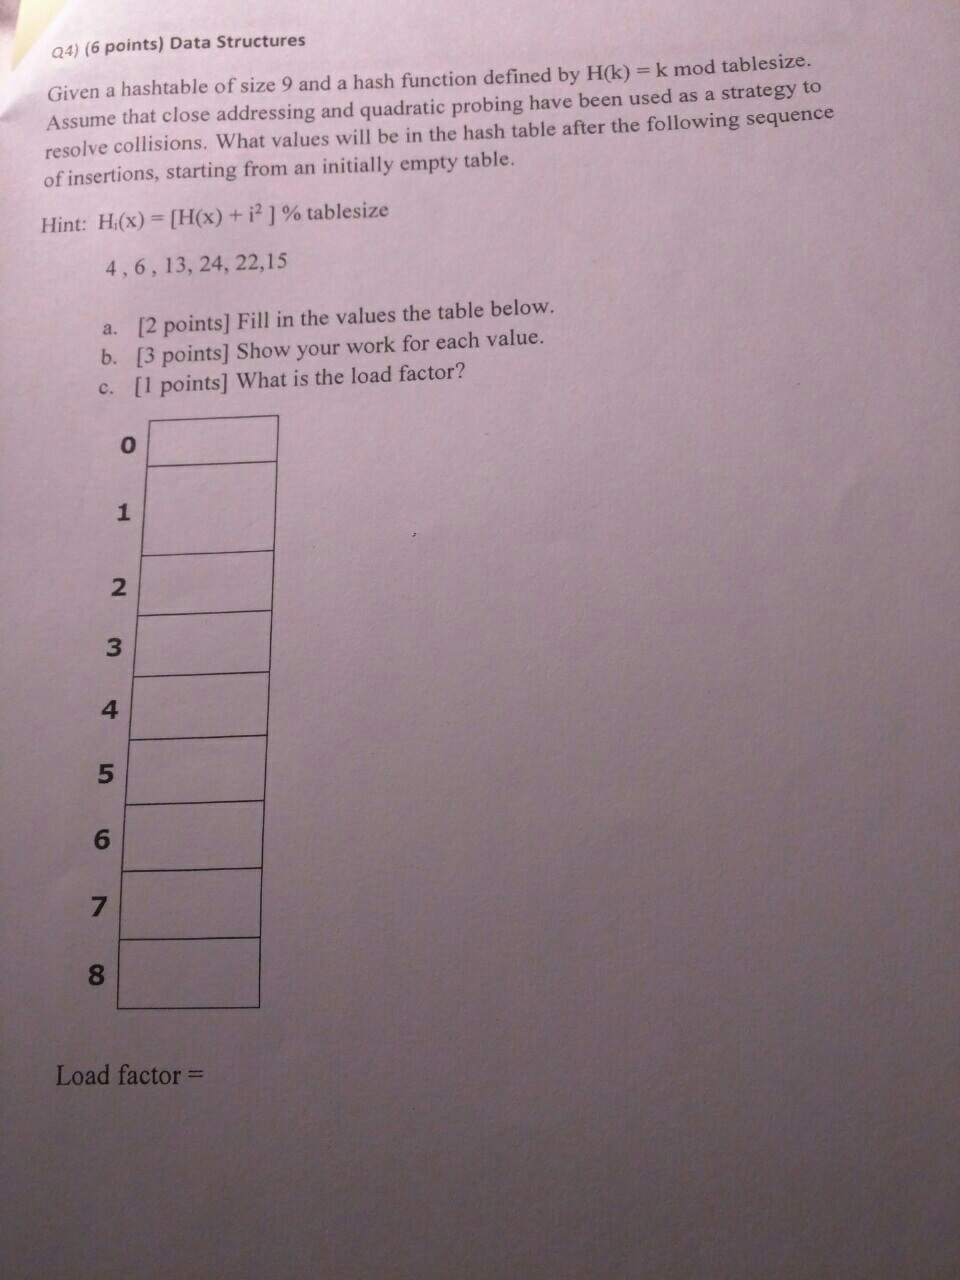 Q4) (6 points) Data Structures
Given a hashtable of size 9 and a hash function defined by H(k) = k mod tablesize.
Assume that close addressing and quadratic probing have been used as a strategy to
resolve collisions. What values will be in the hash table after the following sequence
of insertions, starting from an initially empty table.
Hint: Hᵢ(x) = [H(x) + i² ] % tablesize
4 , 6 , 13, 24, 22,15
a. [2 points] Fill in the values the table below.
b. [3 points] Show your work for each value.
c. [1 points] What is the load factor?
0
1
2
3
4
5
6
7
8
Load factor =